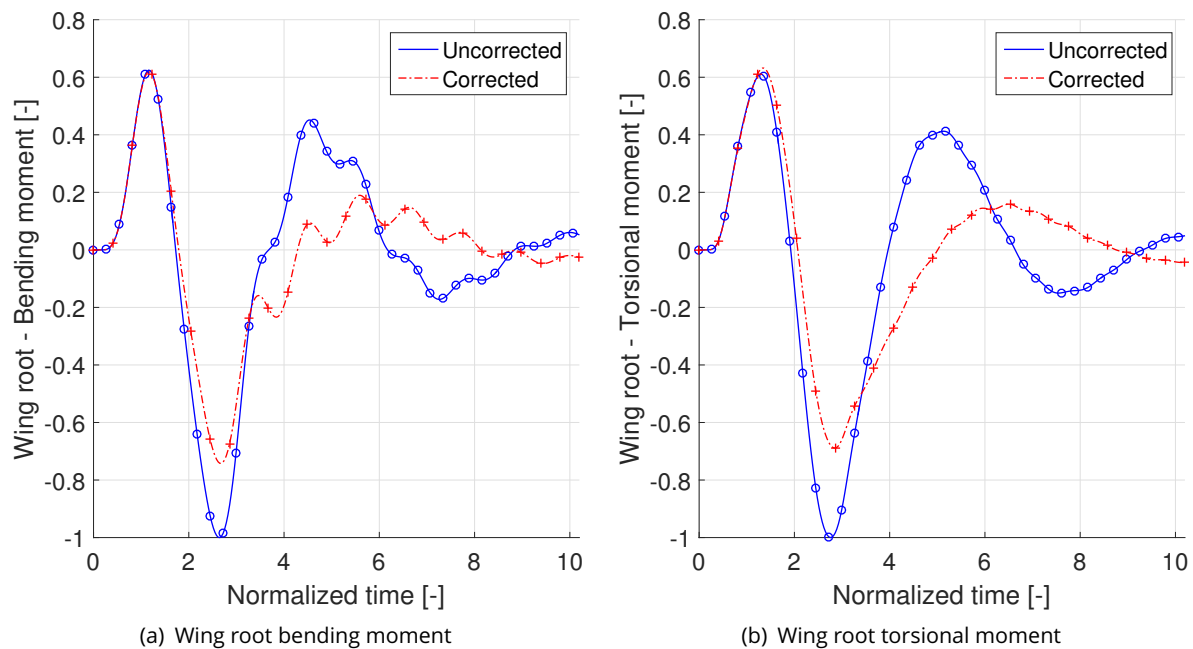 0.8
0.6
0.4
0.2
0
-0.2
-0.4
-0.6
-0.8
-1
Wing root - Bending moment [-]
Uncorrected
Corrected
0 2 4 6 8 10
Normalized time [-]
(a) Wing root bending moment
0.8
0.6
0.4
0.2
0
-0.2
-0.4
-0.6
-0.8
-1
Wing root - Torsional moment [-]
Uncorrected
Corrected
0 2 4 6 8 10
Normalized time [-]
(b) Wing root torsional moment